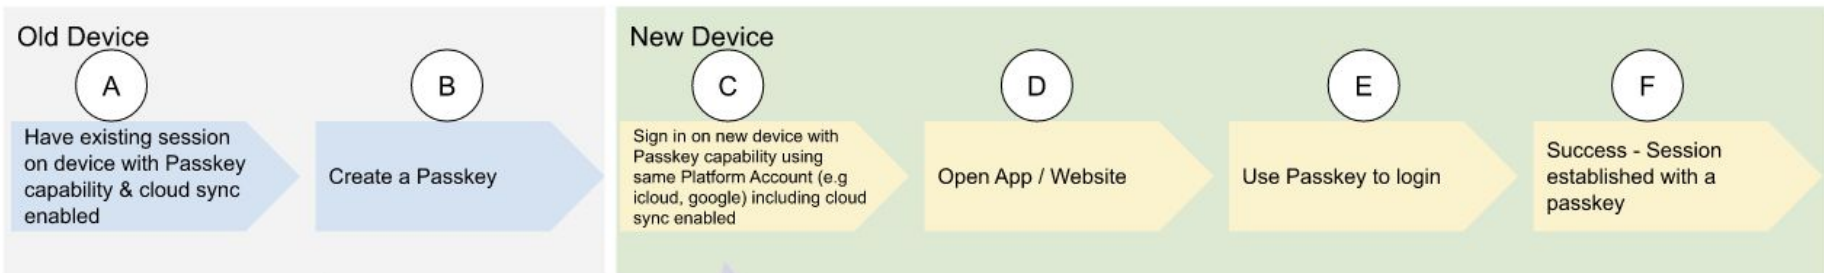 Old Device
A
Have existing session
on device with Passkey
capability & cloud sync
enabled
B
Create a Passkey
New Device
C
Sign in on new device with
Passkey capability using
same Platform Account (e.g
icloud, google) including cloud
sync enabled
D
Open App / Website
E
Use Passkey to login
F
Success - Session
established with a
passkey